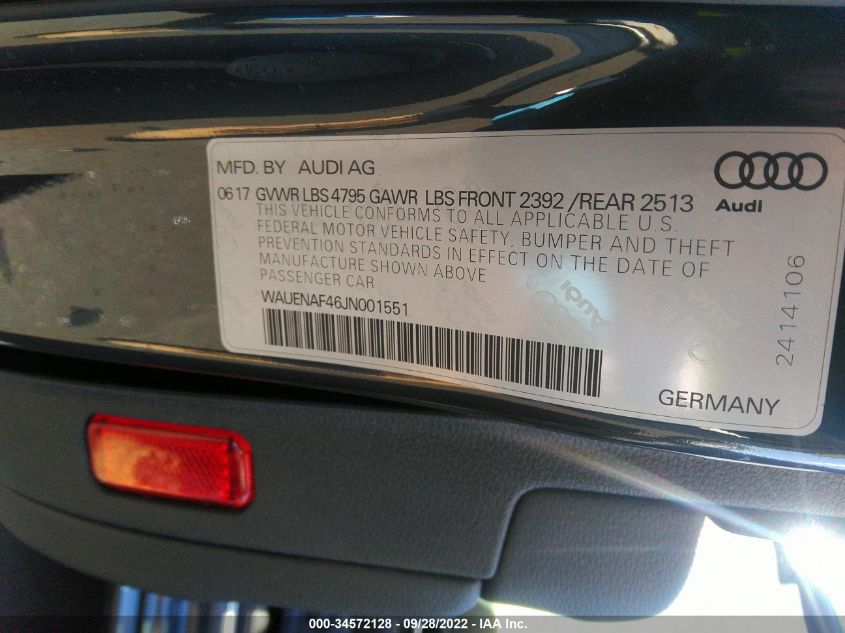 MFD. BY AUDI AG
0617 GVWR LBS 4795 GAWR LBS FRONT 2392 /REAR 2513
THIS VEHICLE CONFORMS TO ALL APPLICABLE U.S.
FEDERAL MOTOR VEHICLE SAFETY, BUMPER AND THEFT
PREVENTION STANDARDS IN EFFECT ON THE DATE OF
MANUFACTURE SHOWN ABOVE
PASSENGER CAR
WAUENAF46JN001551
Audi
Audi
2414106
GERMANY
000-34572128 - 09/28/2022 - IAA Inc.